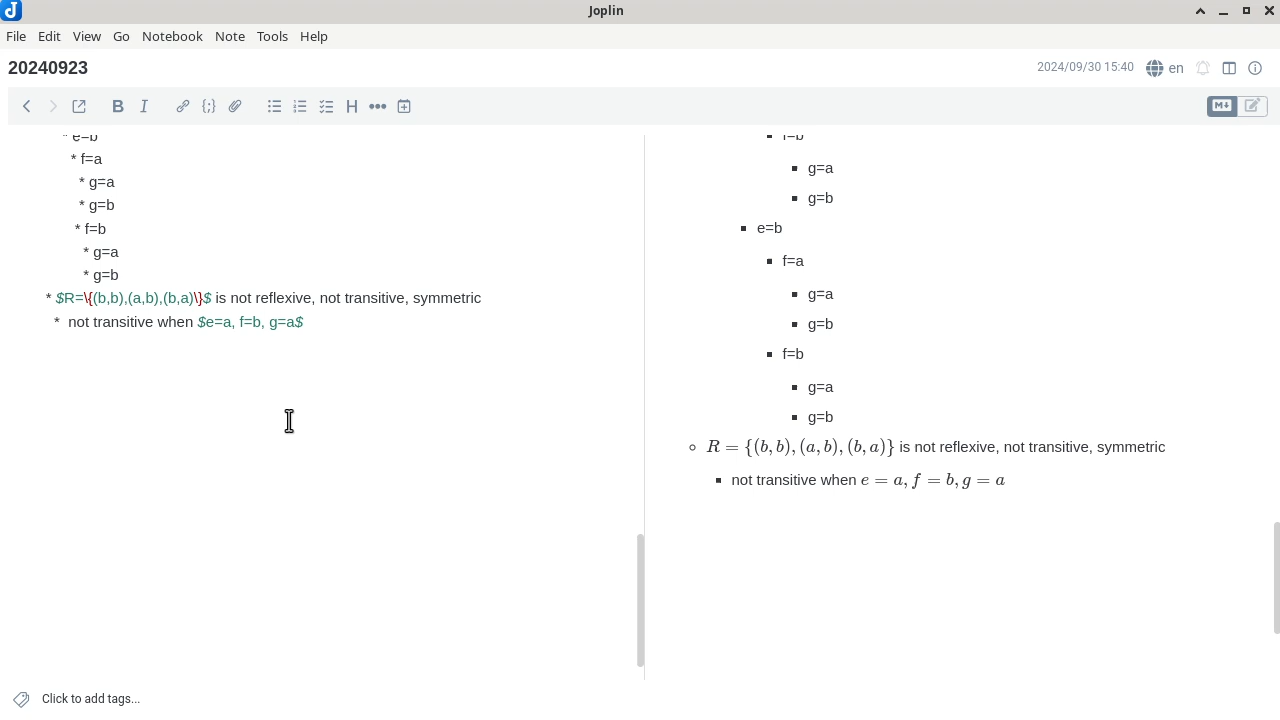 Joplin
File Edit View Go Notebook Note Tools Help
20240923
2024/09/30 15:40 en
B I {;} H M↓
* e=b
* f=a
* g=a
* g=b
* f=b
* g=a
* g=b
* $R=\{(b,b),(a,b),(b,a)\}$ is not reflexive, not transitive, symmetric
* not transitive when $e=a, f=b, g=a$
f=b
g=a
g=b
e=b
f=a
g=a
g=b
f=b
g=a
g=b
R = {(b, b), (a, b), (b, a)} is not reflexive, not transitive, symmetric
not transitive when e = a, f = b, g = a
Click to add tags...